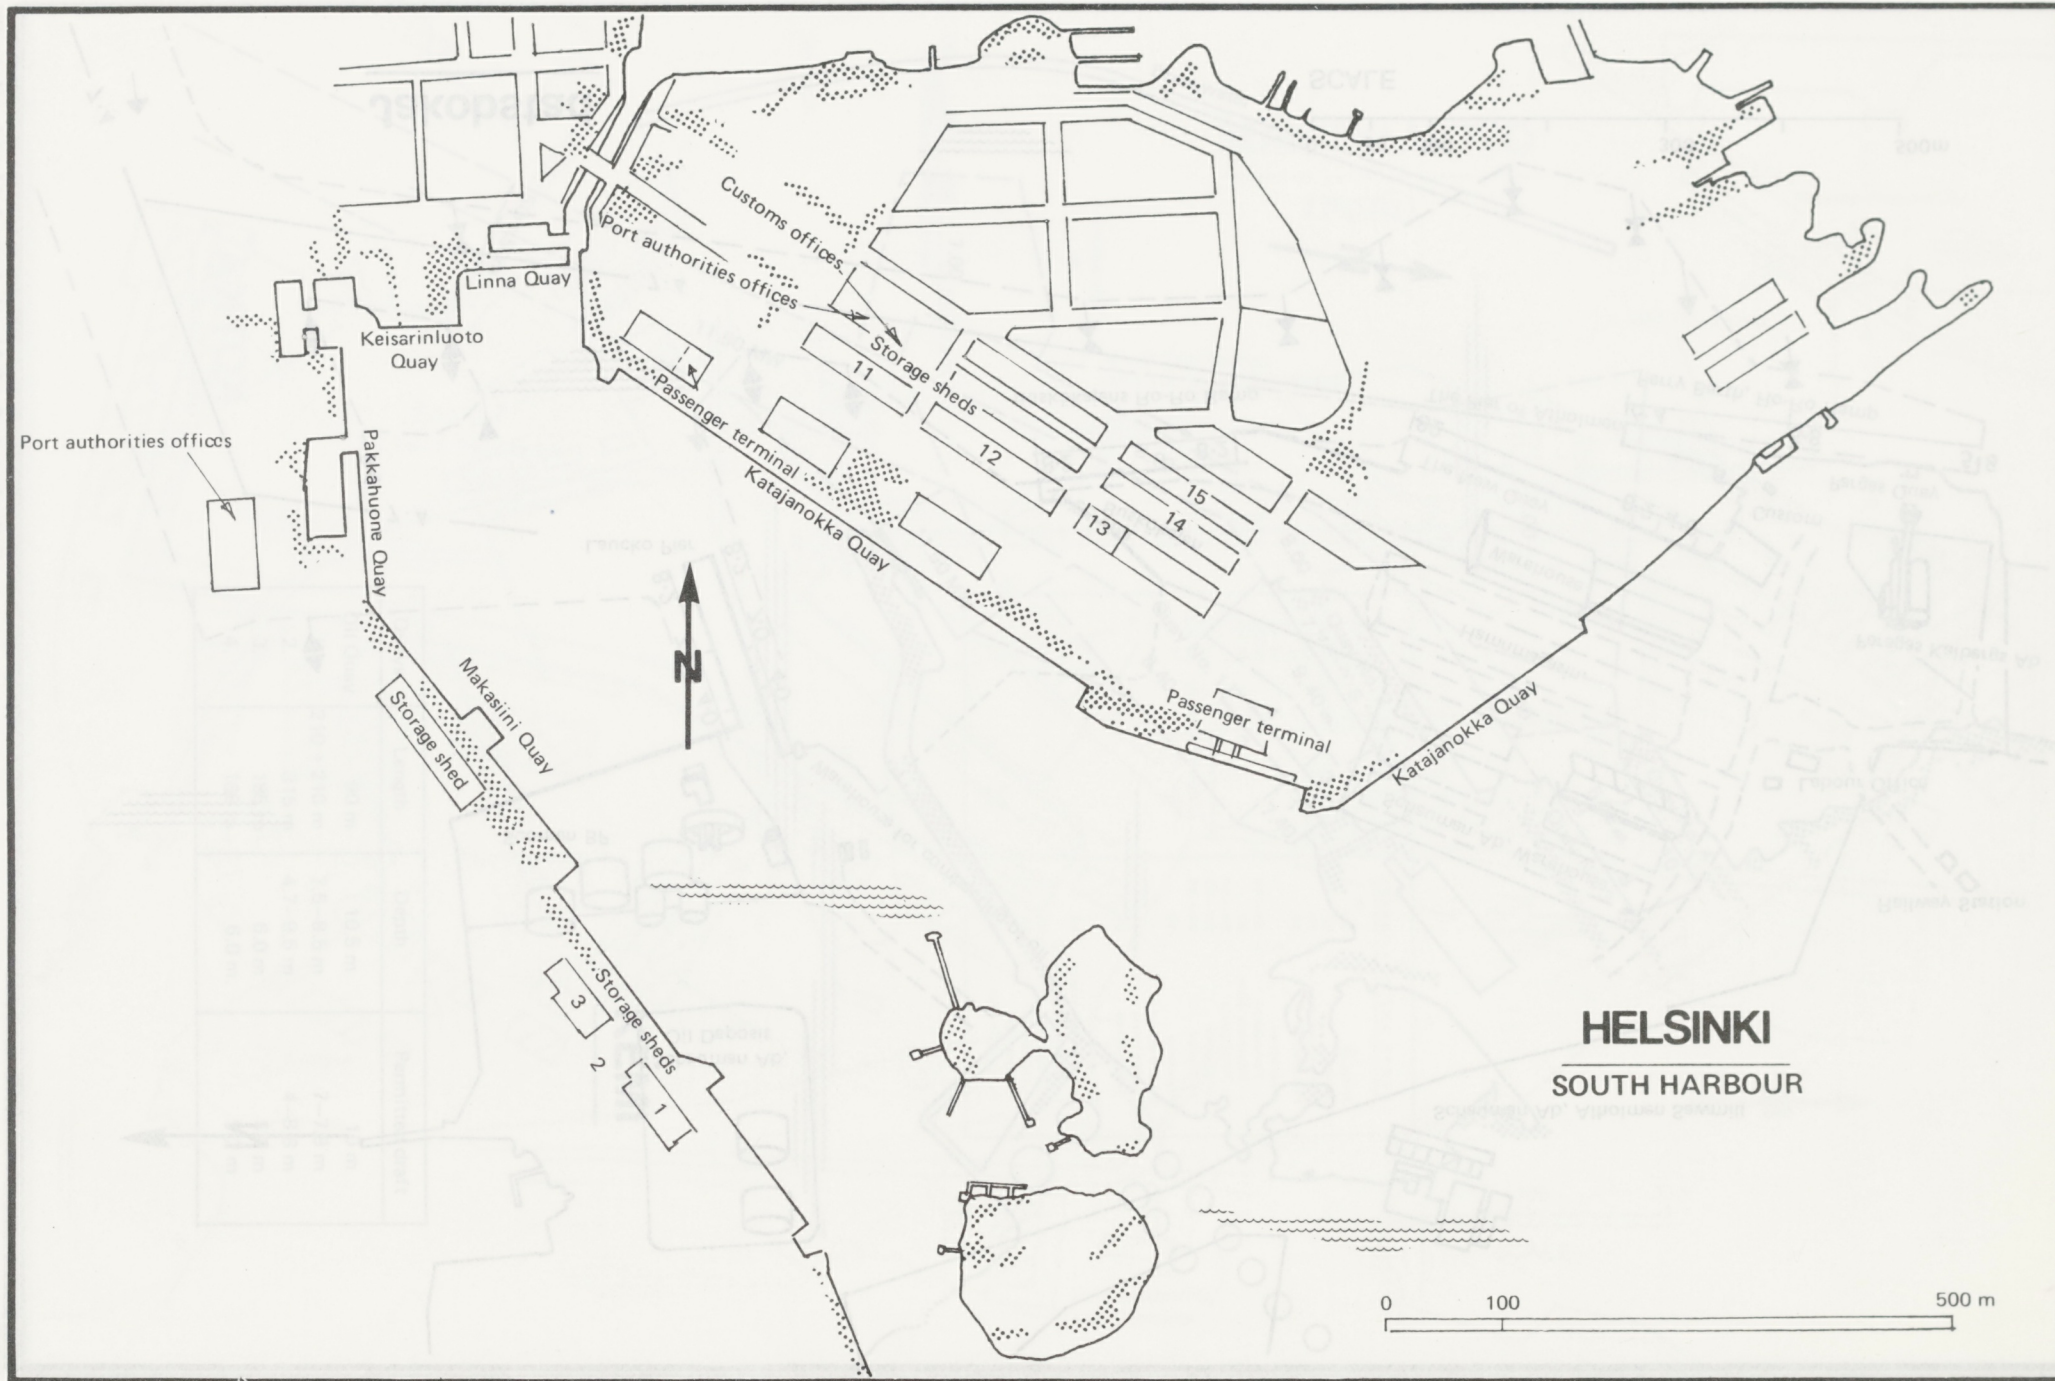 Customs offices
Port authorities offices
Linna Quay
Keisarinluoto
Quay
Storage sheds
11
Passenger terminal
12
Port authorities offices
Pakkahuone Quay
Katajanokka Quay
15
14
13
N
Makasiini Quay
Storage shed
Passenger terminal
Katajanokka Quay
Storage sheds
3
2
1
HELSINKI
SOUTH HARBOUR
0 100 500 m